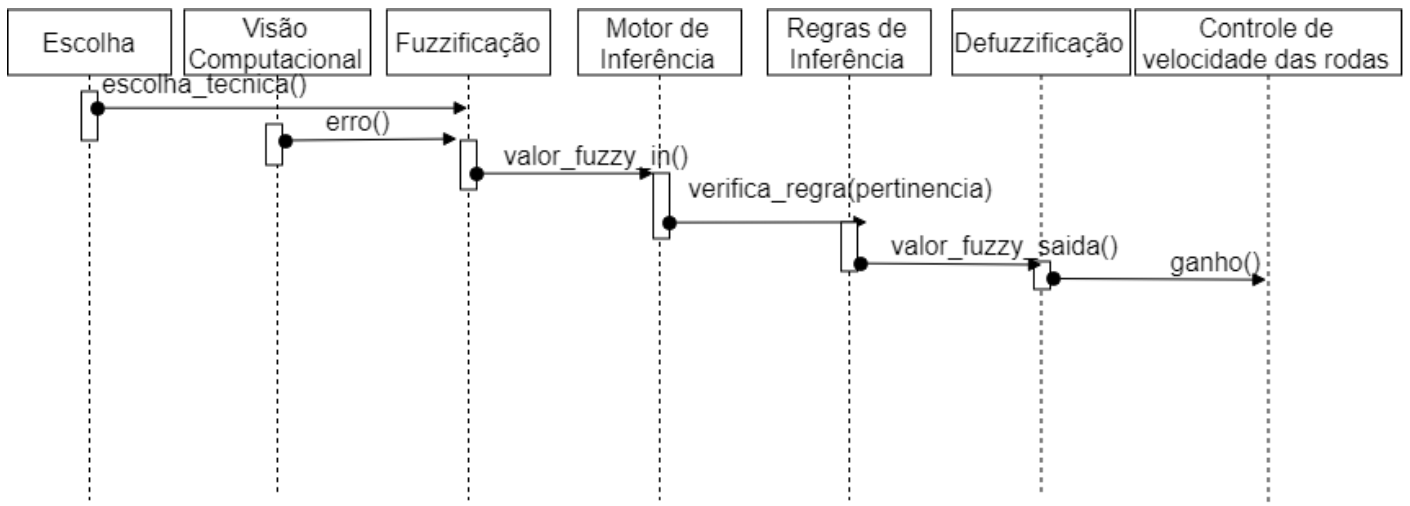 Escolha
Visão
Computacional
Fuzzificação
Motor de
Inferência
Regras de
Inferência
Defuzzificação
Controle de
velocidade das rodas
escolha_tecnica()
erro()
valor_fuzzy_in()
verifica_regra(pertinencia)
valor_fuzzy_saida()
ganho()